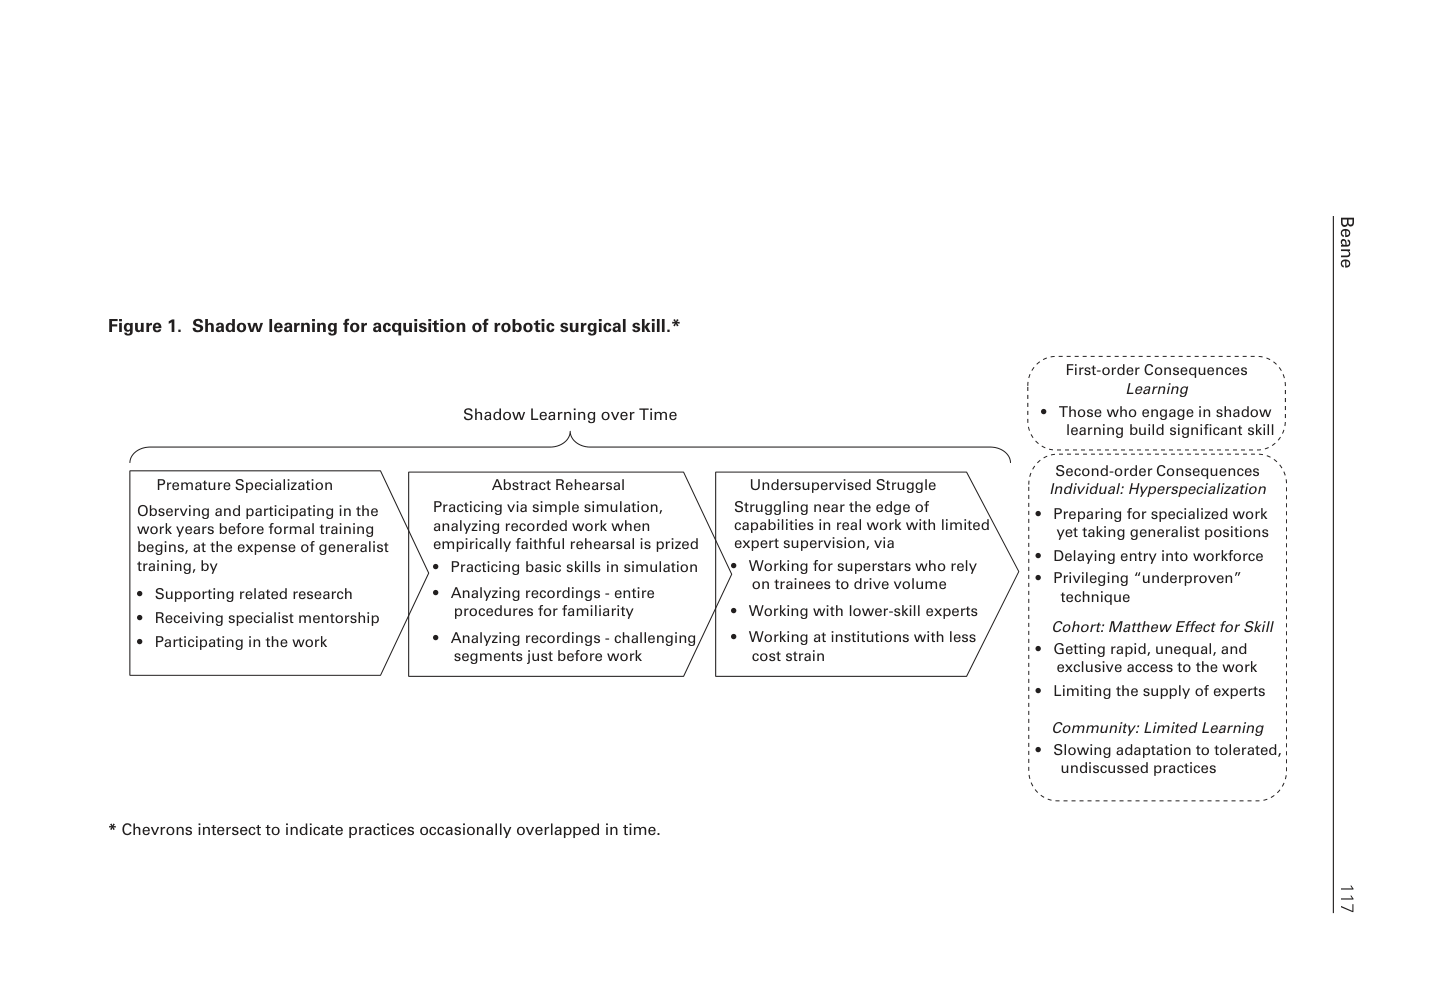 Beane
117
Figure 1. Shadow learning for acquisition of robotic surgical skill.*
Shadow Learning over Time
Premature Specialization
Observing and participating in the
work years before formal training
begins, at the expense of generalist
training, by
• Supporting related research
• Receiving specialist mentorship
• Participating in the work
Abstract Rehearsal
Practicing via simple simulation,
analyzing recorded work when
empirically faithful rehearsal is prized
• Practicing basic skills in simulation
• Analyzing recordings - entire
procedures for familiarity
• Analyzing recordings - challenging
segments just before work
Undersupervised Struggle
Struggling near the edge of
capabilities in real work with limited
expert supervision, via
• Working for superstars who rely
on trainees to drive volume
• Working with lower-skill experts
• Working at institutions with less
cost strain
First-order Consequences
Learning
• Those who engage in shadow
learning build significant skill
Second-order Consequences
Individual: Hyperspecialization
• Preparing for specialized work
yet taking generalist positions
• Delaying entry into workforce
• Privileging “underproven”
technique
Cohort: Matthew Effect for Skill
• Getting rapid, unequal, and
exclusive access to the work
• Limiting the supply of experts
Community: Limited Learning
• Slowing adaptation to tolerated,
undiscussed practices
* Chevrons intersect to indicate practices occasionally overlapped in time.